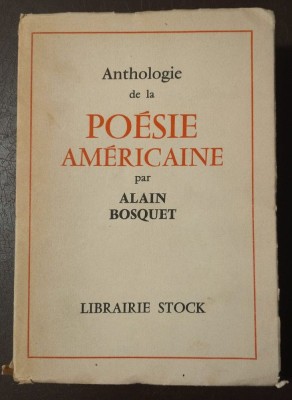 Anthologie
de la
POÉSIE
AMÉRICAINE
par
ALAIN
BOSQUET
LIBRAIRIE STOCK